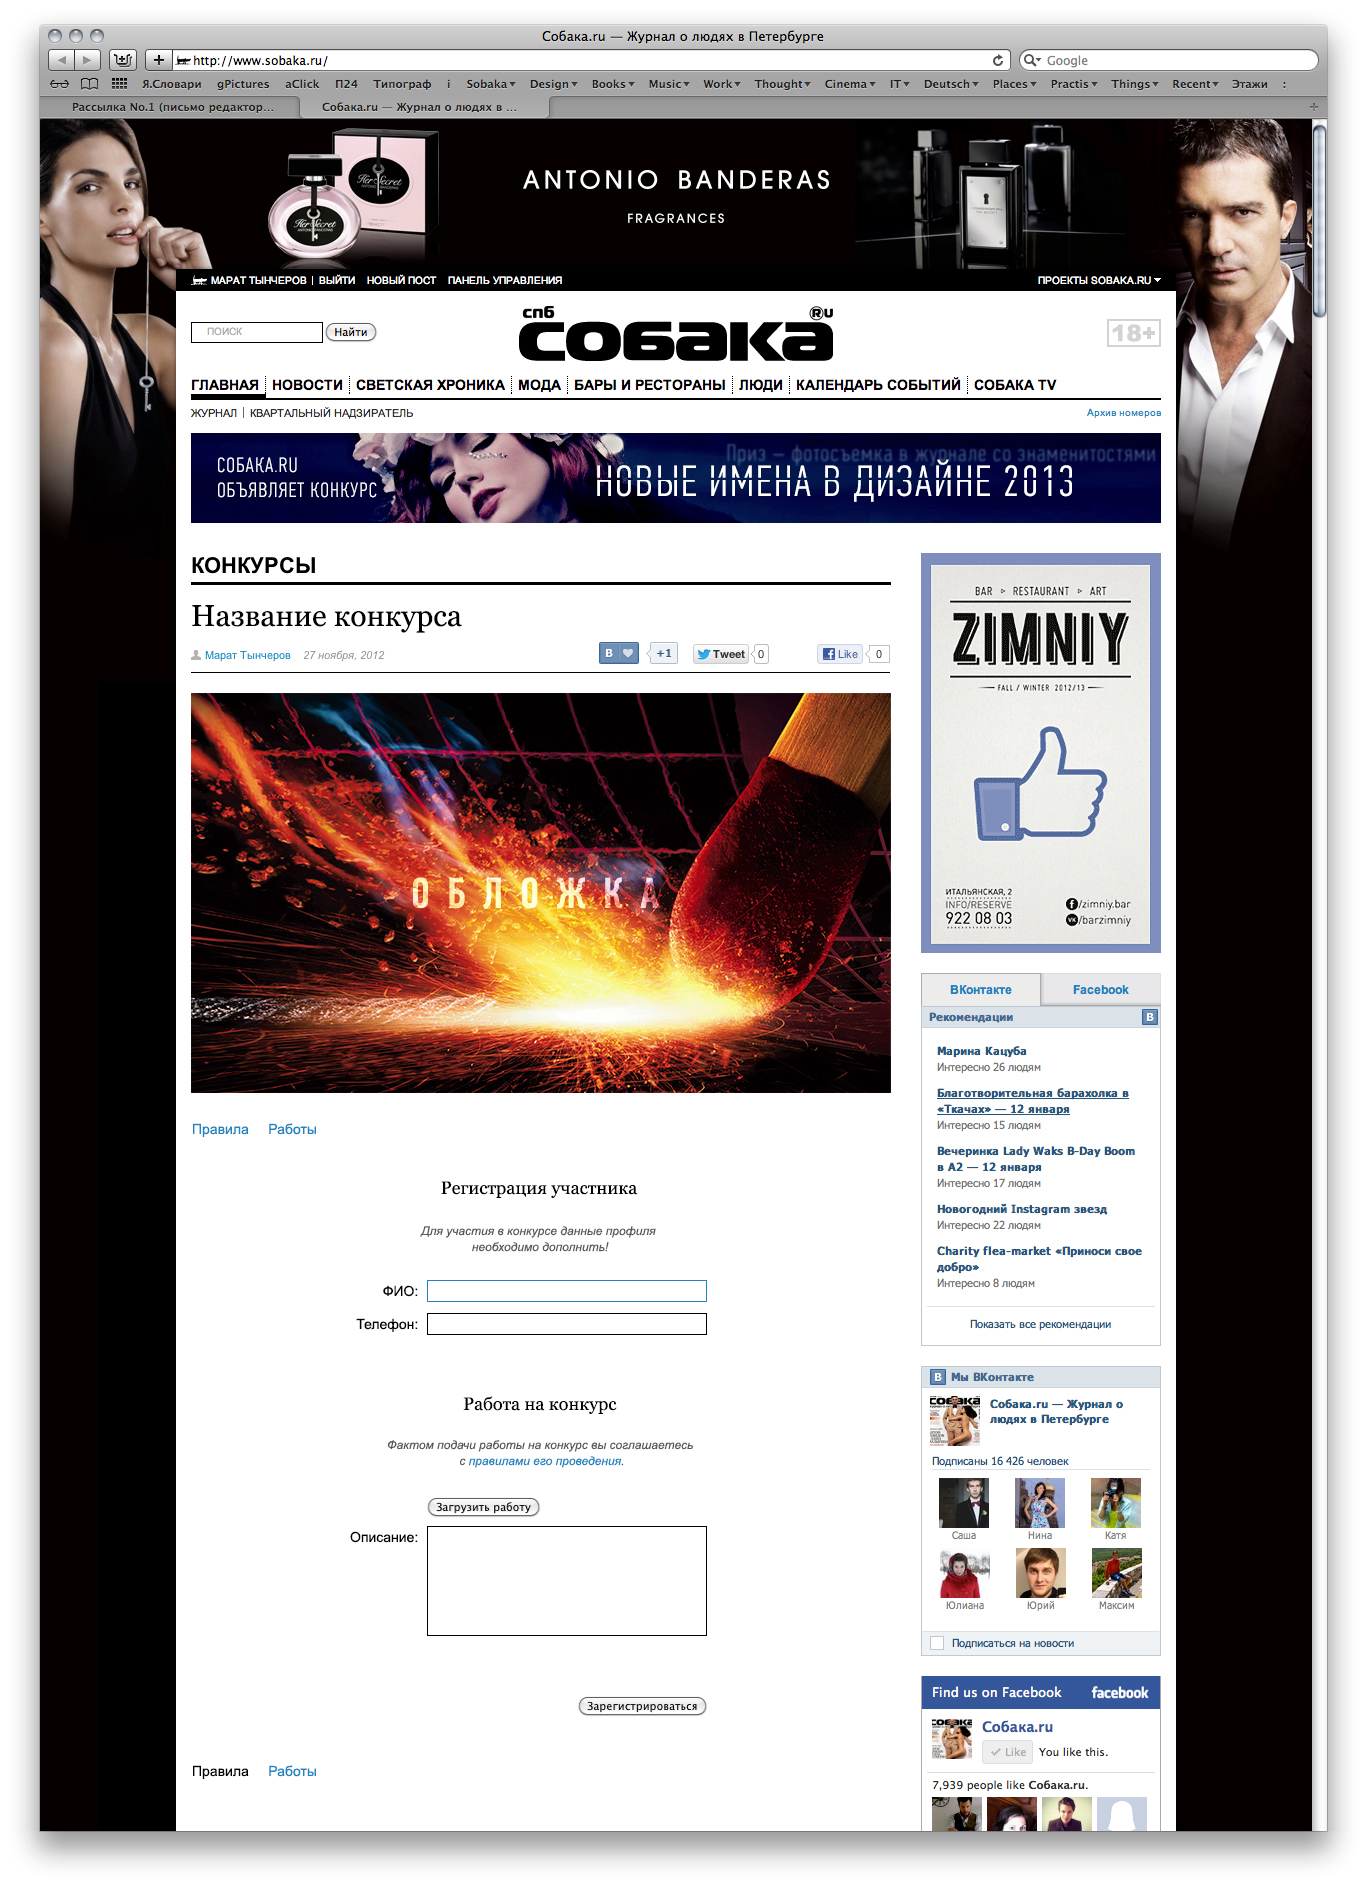 Собака.ru — Журнал о людях в Петербурге
http://www.sobaka.ru/
Google
Я.Словари gPictures aClick П24 Типограф i Sobaka Design Books Music Work Thought Cinema IT Deutsch Places Practis Things Recent Этажи :
Рассылка No.1 (письмо редактор...
Собака.ru — Журнал о людях в ...
Her Secret
Her Secret
ANTONIO BANDERAS
FRAGRANCES
МАРАТ ТЫНЧЕРОВ | ВЫЙТИ НОВЫЙ ПОСТ ПАНЕЛЬ УПРАВЛЕНИЯ
ПРОЕКТЫ SOBAKA.RU
ПОИСК
Найти
спб
собака
®u
18+
ГЛАВНАЯ НОВОСТИ СВЕТСКАЯ ХРОНИКА МОДА БАРЫ И РЕСТОРАНЫ ЛЮДИ КАЛЕНДАРЬ СОБЫТИЙ СОБАКА TV
ЖУРНАЛ | КВАРТАЛЬНЫЙ НАДЗИРАТЕЛЬ
Архив номеров
СОБАКА.RU
ОБЪЯВЛЯЕТ КОНКУРС
Приз – фотосъемка в журнале со знаменитостями
НОВЫЕ ИМЕНА В ДИЗАЙНЕ 2013
КОНКУРСЫ
Название конкурса
Марат Тынчеров 27 ноября, 2012
В +1 Tweet 0 Like 0
ОБЛОЖКА
Правила Работы
Регистрация участника
Для участия в конкурсе данные профиля
необходимо дополнить!
ФИО:
Телефон:
Работа на конкурс
Фактом подачи работы на конкурс вы соглашаетесь
с правилами его проведения.
Загрузить работу
Описание:
Зарегистрироваться
Правила Работы
BAR ▹ RESTAURANT ▹ ART
ZIMNIY
FALL / WINTER 2012/13
ИТАЛЬЯНСКАЯ, 2
INFO/RESERVE
922 08 03
/zimniy.bar
/barzimniy
ВКонтакте Facebook
Рекомендации В
Марина Кацуба
Интересно 26 людям
Благотворительная барахолка в
«Ткачах» — 12 января
Интересно 15 людям
Вечеринка Lady Waks B-Day Boom
в А2 — 12 января
Интересно 17 людям
Новогодний Instagram звезд
Интересно 22 людям
Charity flea-market «Приноси свое
добро»
Интересно 8 людям
Показать все рекомендации
В Мы ВКонтакте
собака
Собака.ru — Журнал о
людях в Петербурге
Подписаны 16 426 человек
Саша Нина Катя
Юлиана Юрий Максим
Подписаться на новости
Find us on Facebook facebook
собака
Собака.ru
Like You like this.
7,939 people like Собака.ru.